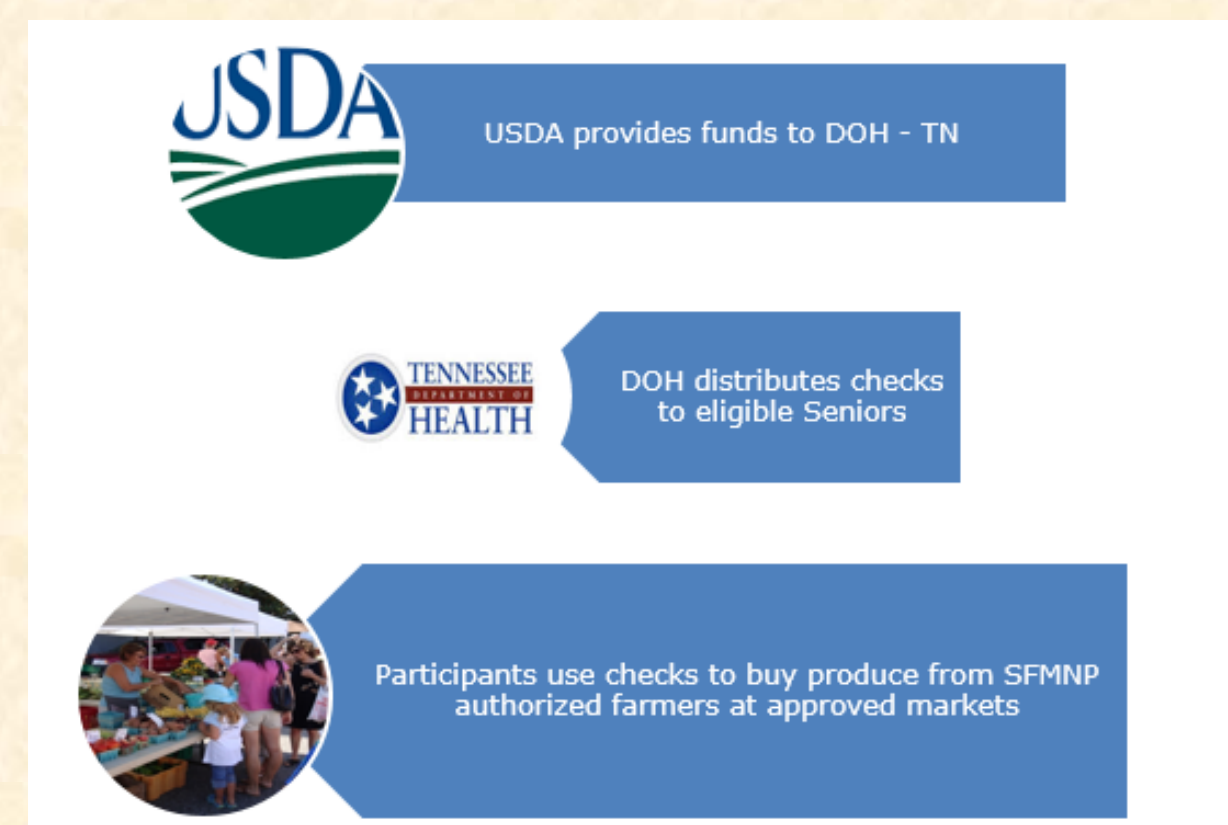 USDA
USDA provides funds to DOH - TN
TENNESSEE
DEPARTMENT OF
HEALTH
DOH distributes checks
to eligible Seniors
Participants use checks to buy produce from SFMNP
authorized farmers at approved markets